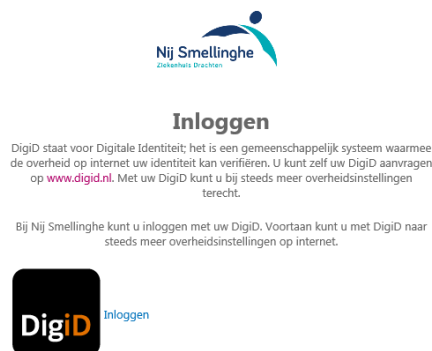 Nij Smellinghe
Ziekenhuis Drachten
Inloggen
DigiD staat voor Digitale Identiteit; het is een gemeenschappelijk systeem waarmee
de overheid op internet uw identiteit kan verifiëren. U kunt zelf uw DigiD aanvragen
op www.digid.nl. Met uw DigiD kunt u bij steeds meer overheidsinstellingen
terecht.
Bij Nij Smellinghe kunt u inloggen met uw DigiD. Voortaan kunt u met DigiD naar
steeds meer overheidsinstellingen op internet.
DigiD Inloggen